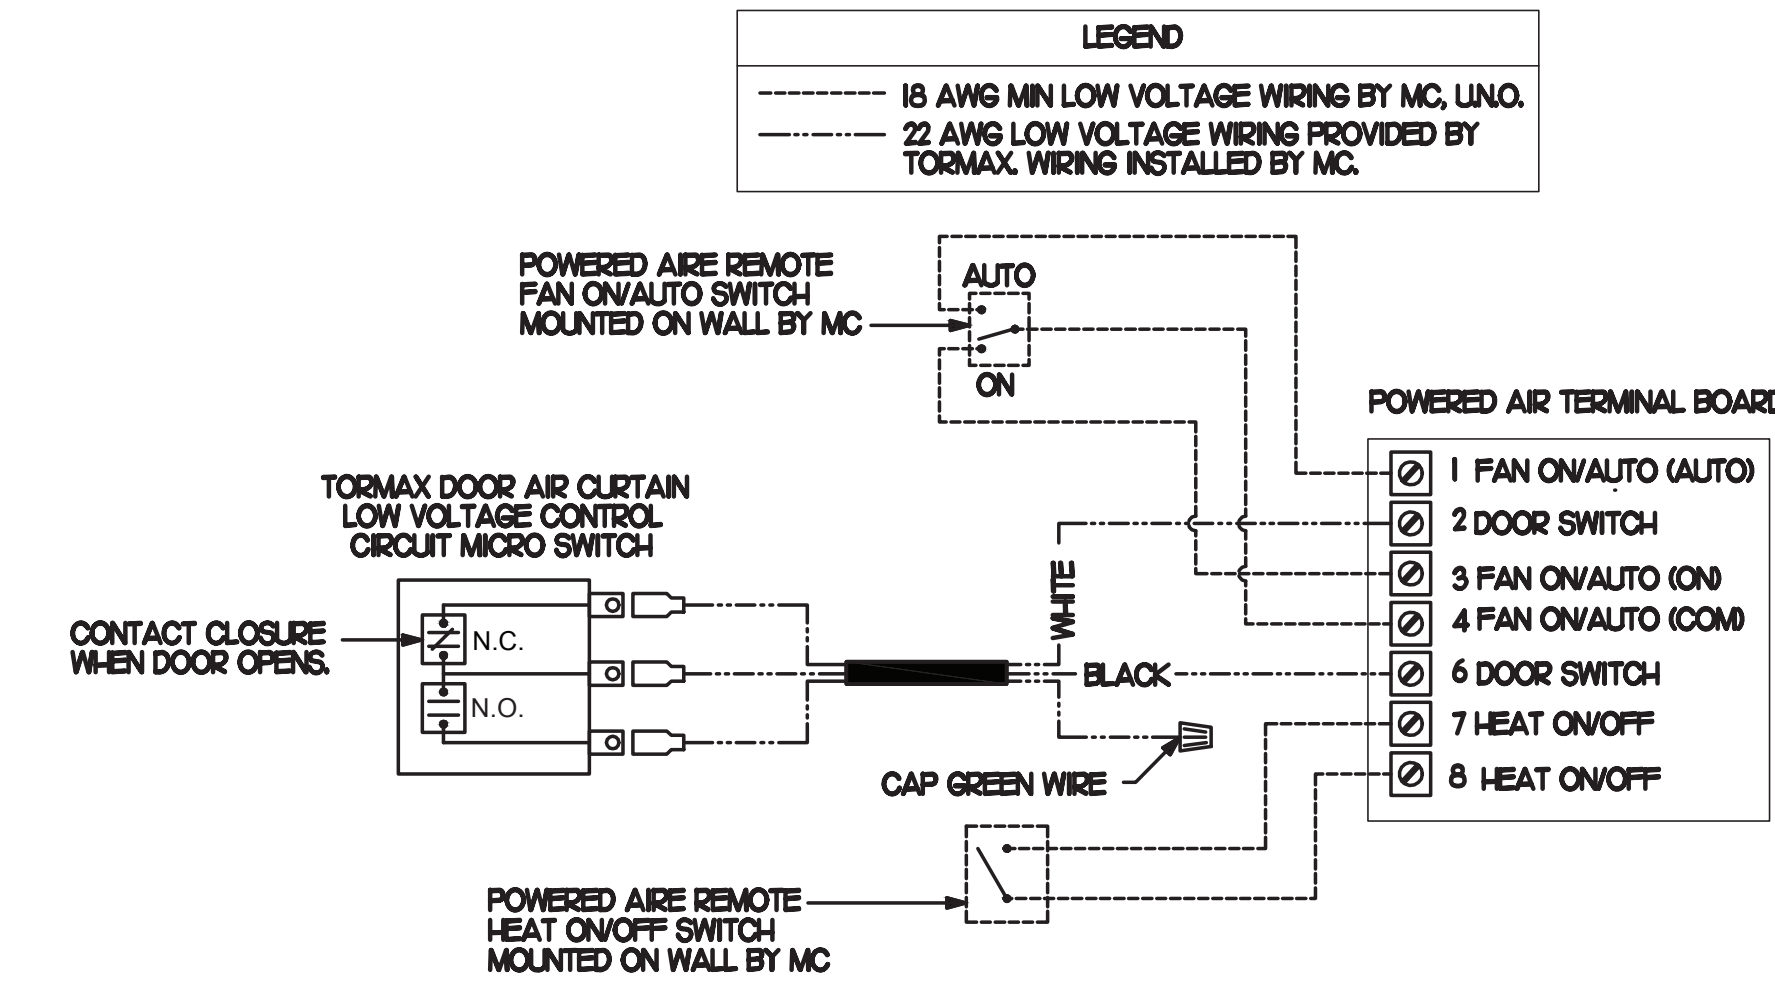 LEGEND
18 AWG MIN LOW VOLTAGE WIRING BY MC, U.N.O.
22 AWG LOW VOLTAGE WIRING PROVIDED BY
TORMAX. WIRING INSTALLED BY MC.
POWERED AIRE REMOTE
FAN ON/AUTO SWITCH
MOUNTED ON WALL BY MC
AUTO
ON
POWERED AIR TERMINAL BOARD
1 FAN ON/AUTO (AUTO)
2 DOOR SWITCH
3 FAN ON/AUTO (ON)
4 FAN ON/AUTO (COM)
6 DOOR SWITCH
7 HEAT ON/OFF
8 HEAT ON/OFF
TORMAX DOOR AIR CURTAIN
LOW VOLTAGE CONTROL
CIRCUIT MICRO SWITCH
CONTACT CLOSURE
WHEN DOOR OPENS.
N.C.
N.O.
WHITE
BLACK
CAP GREEN WIRE
POWERED AIRE REMOTE
HEAT ON/OFF SWITCH
MOUNTED ON WALL BY MC